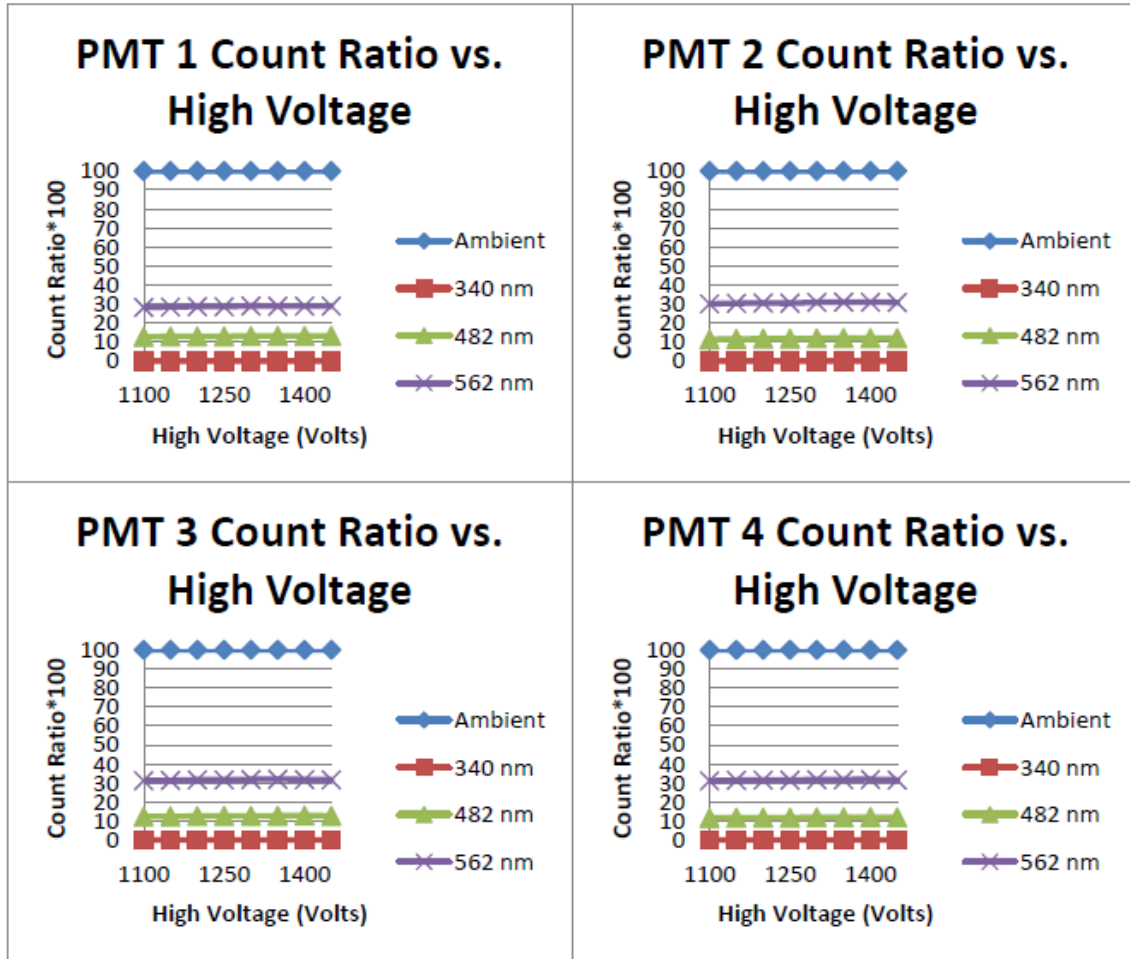 PMT 1 Count Ratio vs.
High Voltage
Count Ratio*100
100
90
80
70
60
50
40
30
20
10
0
1100 1250 1400
High Voltage (Volts)
Ambient
340 nm
482 nm
562 nm
PMT 2 Count Ratio vs.
High Voltage
Count Ratio*100
100
90
80
70
60
50
40
30
20
10
0
1100 1250 1400
High Voltage (Volts)
Ambient
340 nm
482 nm
562 nm
PMT 3 Count Ratio vs.
High Voltage
Count Ratio*100
100
90
80
70
60
50
40
30
20
10
0
1100 1250 1400
High Voltage (Volts)
Ambient
340 nm
482 nm
562 nm
PMT 4 Count Ratio vs.
High Voltage
Count Ratio*100
100
90
80
70
60
50
40
30
20
10
0
1100 1250 1400
High Voltage (Volts)
Ambient
340 nm
482 nm
562 nm